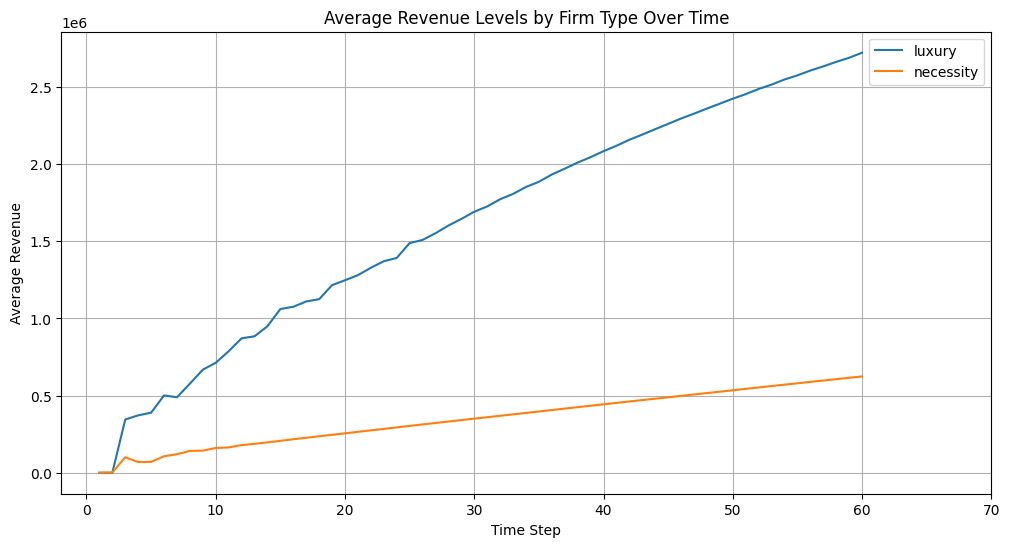 Average Revenue Levels by Firm Type Over Time
1e6
luxury
necessity
2.5
2.0
1.5
1.0
0.5
0.0
Average Revenue
0 10 20 30 40 50 60 70
Time Step